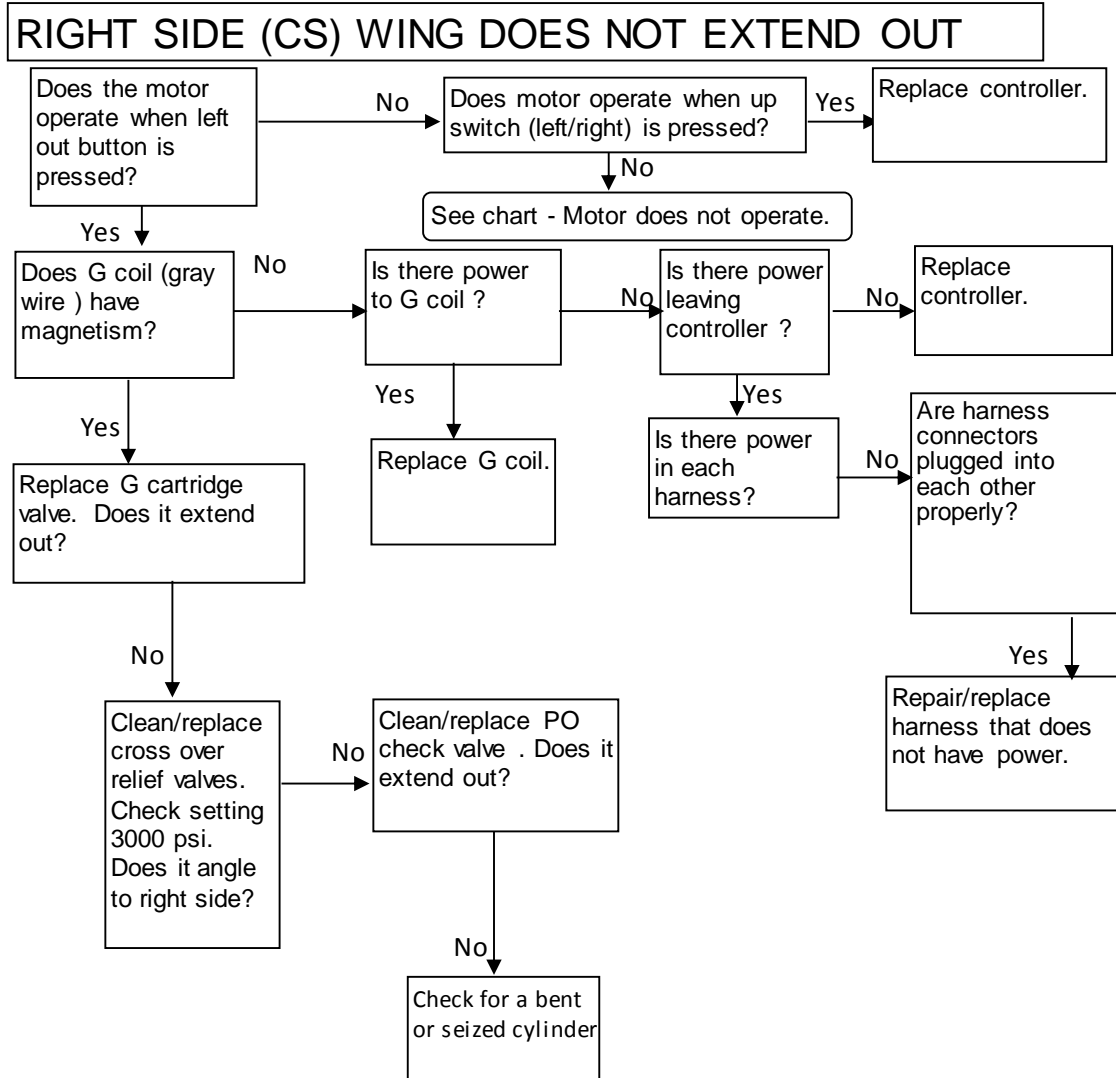 RIGHT SIDE (CS) WING DOES NOT EXTEND OUT
Does the motor
operate when left
out button is
pressed?
No
Does motor operate when up
switch (left/right) is pressed?
Yes
Replace controller.
No
See chart - Motor does not operate.
Yes
Does G coil (gray
wire ) have
magnetism?
No
Is there power
to G coil ?
No
Is there power
leaving
controller ?
No
Replace
controller.
Yes
Replace G coil.
Yes
Is there power
in each
harness?
No
Are harness
connectors
plugged into
each other
properly?
Yes
Repair/replace
harness that does
not have power.
Yes
Replace G cartridge
valve. Does it extend
out?
No
Clean/replace
cross over
relief valves.
Check setting
3000 psi.
Does it angle
to right side?
No
Clean/replace PO
check valve . Does it
extend out?
No
Check for a bent
or seized cylinder